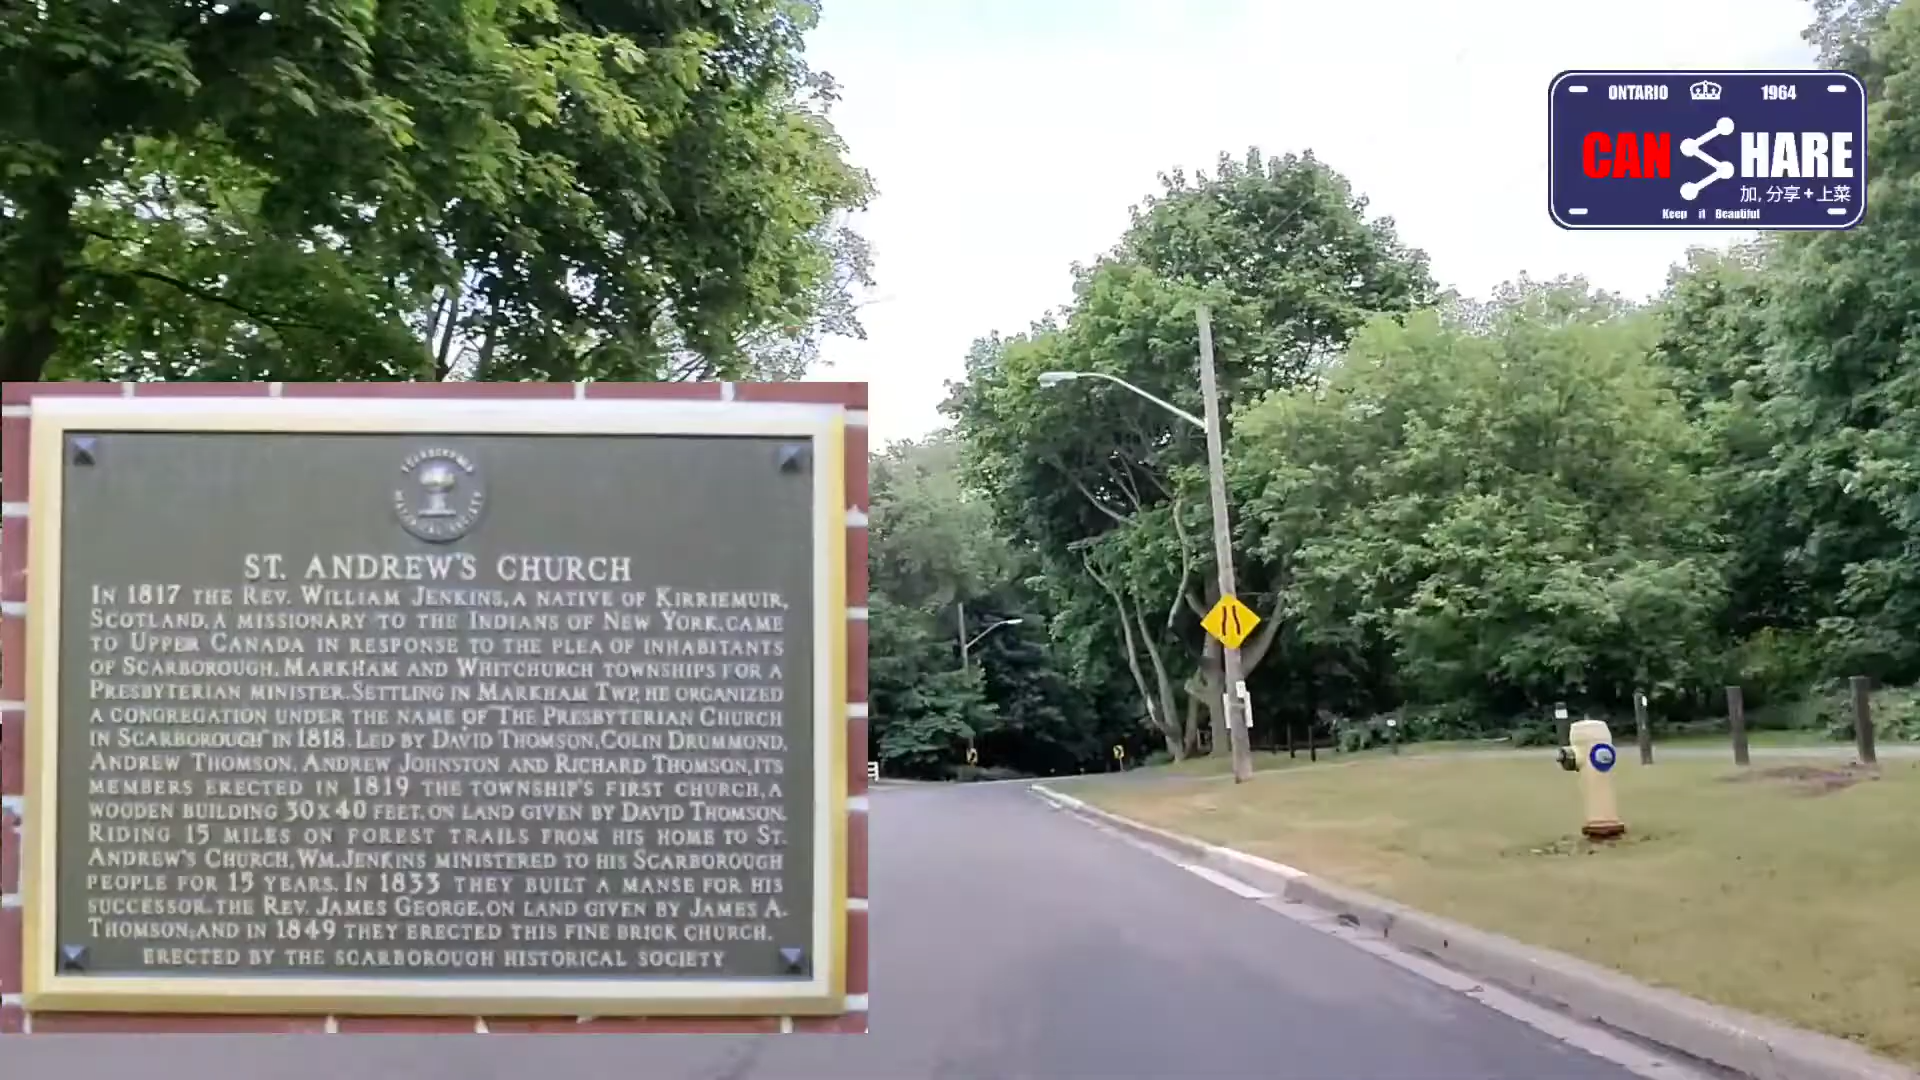 ONTARIO 1964
CAN SHARE
加, 分享+上菜
Keep it Beautiful
SCARBOROUGH
HISTORICAL SOCIETY
ST. ANDREW'S CHURCH
IN 1817 THE REV. WILLIAM JENKINS, A NATIVE OF KIRRIEMUIR,
SCOTLAND, A MISSIONARY TO THE INDIANS OF NEW YORK, CAME
TO UPPER CANADA IN RESPONSE TO THE PLEA OF INHABITANTS
OF SCARBOROUGH, MARKHAM AND WHITCHURCH TOWNSHIPS FOR A
PRESBYTERIAN MINISTER. SETTLING IN MARKHAM TWP, HE ORGANIZED
A CONGREGATION UNDER THE NAME OF "THE PRESBYTERIAN CHURCH
IN SCARBOROUGH" IN 1818. LED BY DAVID THOMSON, COLIN DRUMMOND,
ANDREW THOMSON, ANDREW JOHNSTON AND RICHARD THOMSON, ITS
MEMBERS ERECTED IN 1819 THE TOWNSHIP'S FIRST CHURCH, A
WOODEN BUILDING 30x40 FEET, ON LAND GIVEN BY DAVID THOMSON.
RIDING 15 MILES ON FOREST TRAILS FROM HIS HOME TO ST.
ANDREW'S CHURCH, WM. JENKINS MINISTERED TO HIS SCARBOROUGH
PEOPLE FOR 15 YEARS. IN 1833 THEY BUILT A MANSE FOR HIS
SUCCESSOR, THE REV. JAMES GEORGE, ON LAND GIVEN BY JAMES A.
THOMSON; AND IN 1849 THEY ERECTED THIS FINE BRICK CHURCH.
ERECTED BY THE SCARBOROUGH HISTORICAL SOCIETY